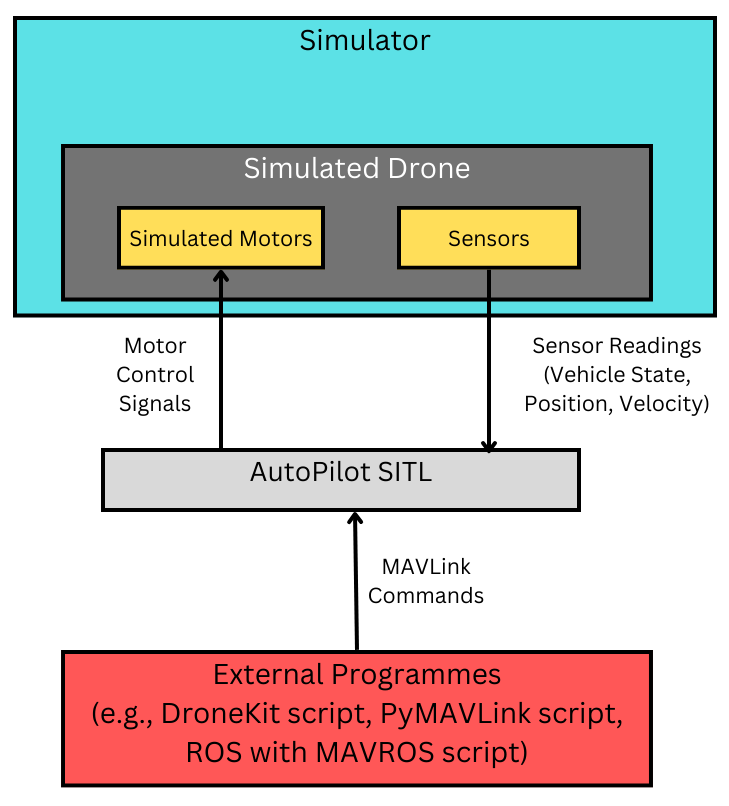 Simulator
Simulated Drone
Simulated Motors
Sensors
Motor
Control
Signals
Sensor Readings
(Vehicle State,
Position, Velocity)
AutoPilot SITL
MAVLink
Commands
External Programmes
(e.g., DroneKit script, PyMAVLink script,
ROS with MAVROS script)